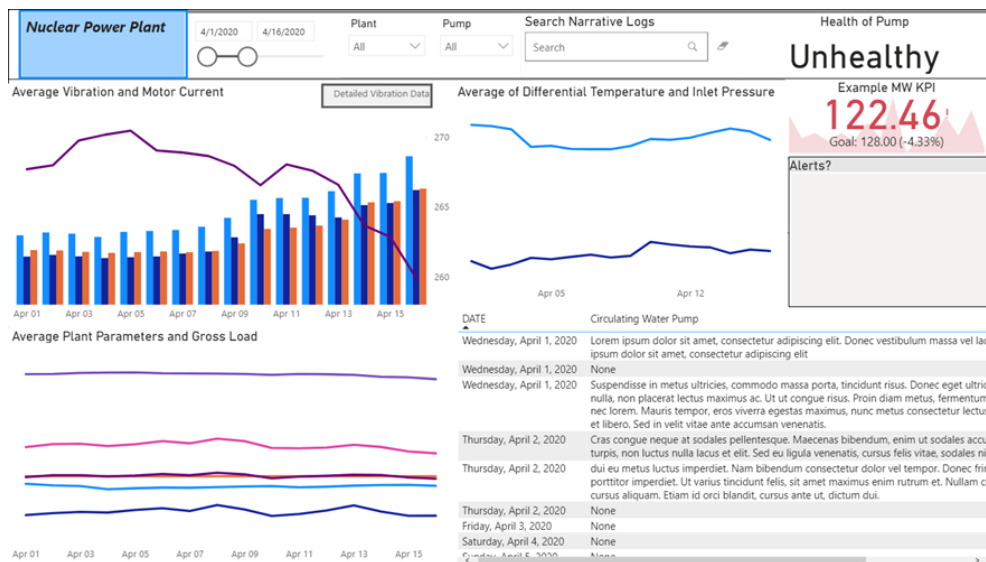 Nuclear Power Plant
4/1/2020
4/16/2020
Plant
All
Pump
All
Search Narrative Logs
Search
Health of Pump
Unhealthy
Average Vibration and Motor Current
Detailed Vibration Data
270
265
260
Apr 01
Apr 03
Apr 05
Apr 07
Apr 09
Apr 11
Apr 13
Apr 15
Average of Differential Temperature and Inlet Pressure
Apr 05
Apr 12
Example MW KPI
122.46!
Goal: 128.00 (-4.33%)
Alerts?
Average Plant Parameters and Gross Load
Apr 01
Apr 03
Apr 05
Apr 07
Apr 09
Apr 11
Apr 13
Apr 15
DATE
Circulating Water Pump
Wednesday, April 1, 2020
Lorem ipsum dolor sit amet, consectetur adipiscing elit. Donec vestibulum massa vel
ipsum dolor sit amet, consectetur adipiscing elit
Wednesday, April 1, 2020
None
Wednesday, April 1, 2020
Suspendisse in metus ultricies, commodo massa porta, tincidunt risus. Donec eget
nulla, non placerat lectus maximus ac. Ut ut congue risus. Proin diam metus,
nec lorem. Mauris tempor, eros viverra egestas maximus, nunc metus consectetur
et libero. Sed in velit vitae ante accumsan venenatis.
Thursday, April 2, 2020
Cras congue neque at sodales pellentesque. Maecenas bibendum, enim ut sodales
turpis, non luctus nulla lacus et elit. Sed eu ligula venenatis, cursus felis vitae, sodales
Thursday, April 2, 2020
dui eu metus luctus imperdiet. Nam bibendum consectetur dolor vel tempor. Donec
porttitor imperdiet. Ut varius tincidunt felis, sit amet maximus enim rutrum et. Nullam
cursus aliquam. Etiam id orci blandit, cursus ante ut, dictum dui.
Thursday, April 2, 2020
None
Friday, April 3, 2020
None
Saturday, April 4, 2020
None
Sunday, April 5, 2020
None